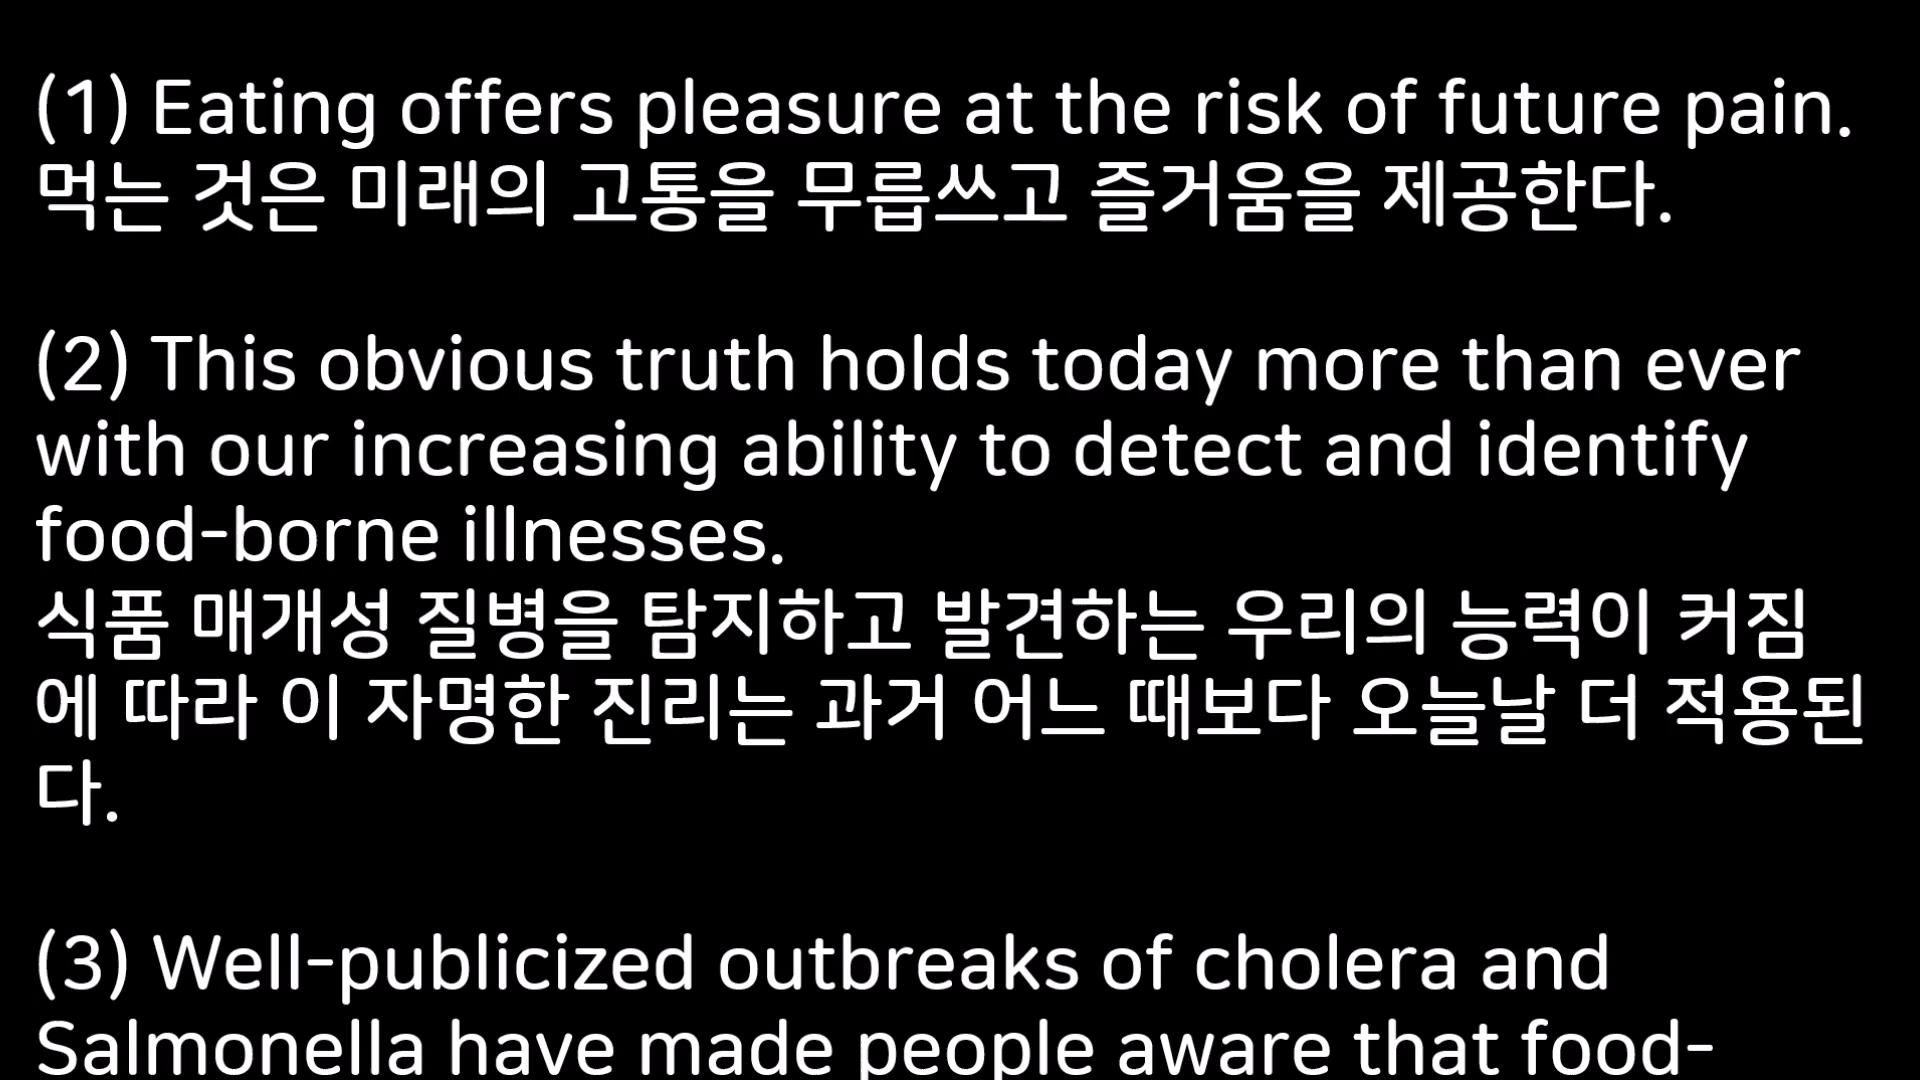 (1) Eating offers pleasure at the risk of future pain.
먹는 것은 미래의 고통을 무릅쓰고 즐거움을 제공한다.
(2) This obvious truth holds today more than ever
with our increasing ability to detect and identify
food-borne illnesses.
식품 매개성 질병을 탐지하고 발견하는 우리의 능력이 커짐
에 따라 이 자명한 진리는 과거 어느 때보다 오늘날 더 적용된
다.
(3) Well-publicized outbreaks of cholera and
Salmonella have made people aware that food-